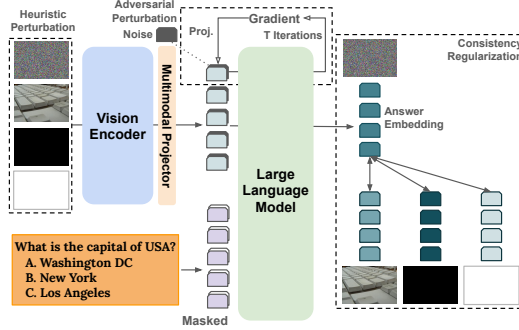 Heuristic
Perturbation
Adversarial
Perturbation
Noise
Proj.
Gradient
T Iterations
Consistency
Regularization
Vision
Encoder
Multimodal Projector
Large
Language
Model
Answer
Embedding
What is the capital of USA?
A. Washington DC
B. New York
C. Los Angeles
Masked